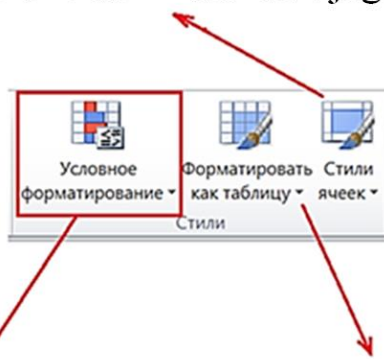 Условное
форматирование
Форматировать
как таблицу
Стили
ячеек
Стили